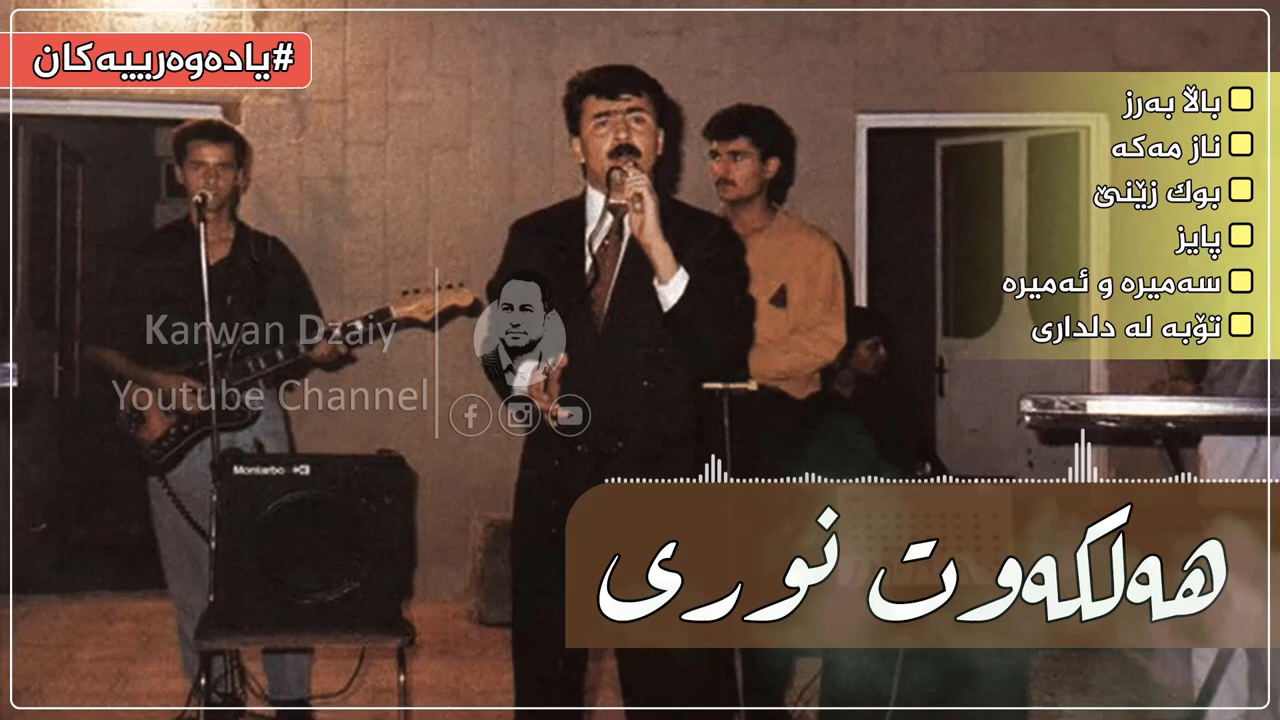 #یادەوەرییەکان
باڵا بەرز
ناز مەکە
بوك زێنێ
پایز
سەمیرە و ئەمیرە
تۆبە لە دلداری
Karwan Dzaiy
Youtube Channel
Montarbo
هەلکەوت نوری